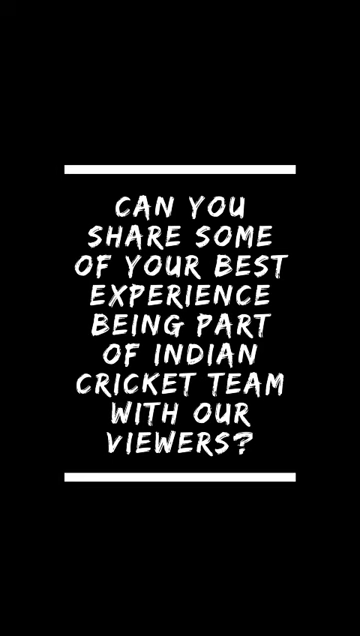 CAN YOU
SHARE SOME
OF YOUR BEST
EXPERIENCE
BEING PART
OF INDIAN
CRICKET TEAM
WITH OUR
VIEWERS?